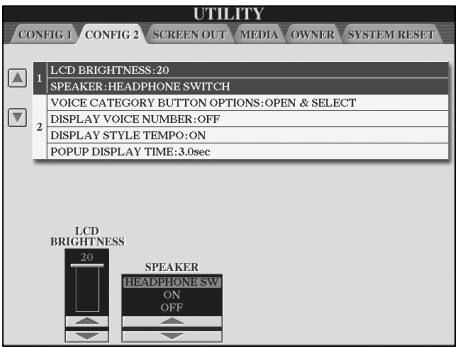 UTILITY
CONFIG 1 CONFIG 2 SCREEN OUT MEDIA OWNER SYSTEM RESET
1 LCD BRIGHTNESS:20
SPEAKER:HEADPHONE SWITCH
VOICE CATEGORY BUTTON OPTIONS:OPEN & SELECT
2 DISPLAY VOICE NUMBER:OFF
DISPLAY STYLE TEMPO:ON
POPUP DISPLAY TIME:3.0sec
LCD
BRIGHTNESS
20
SPEAKER
HEADPHONE SW
ON
OFF